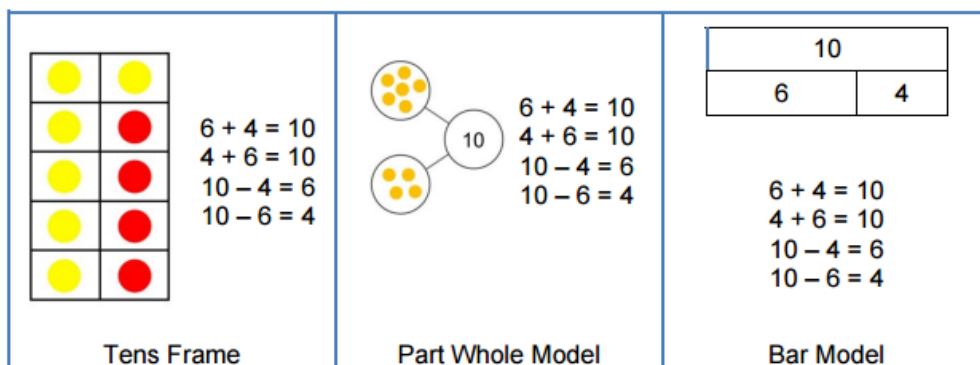 6 + 4 = 10
4 + 6 = 10
10 – 4 = 6
10 – 6 = 4
Tens Frame
10
6 + 4 = 10
4 + 6 = 10
10 – 4 = 6
10 – 6 = 4
Part Whole Model
10
6 4
6 + 4 = 10
4 + 6 = 10
10 – 4 = 6
10 – 6 = 4
Bar Model